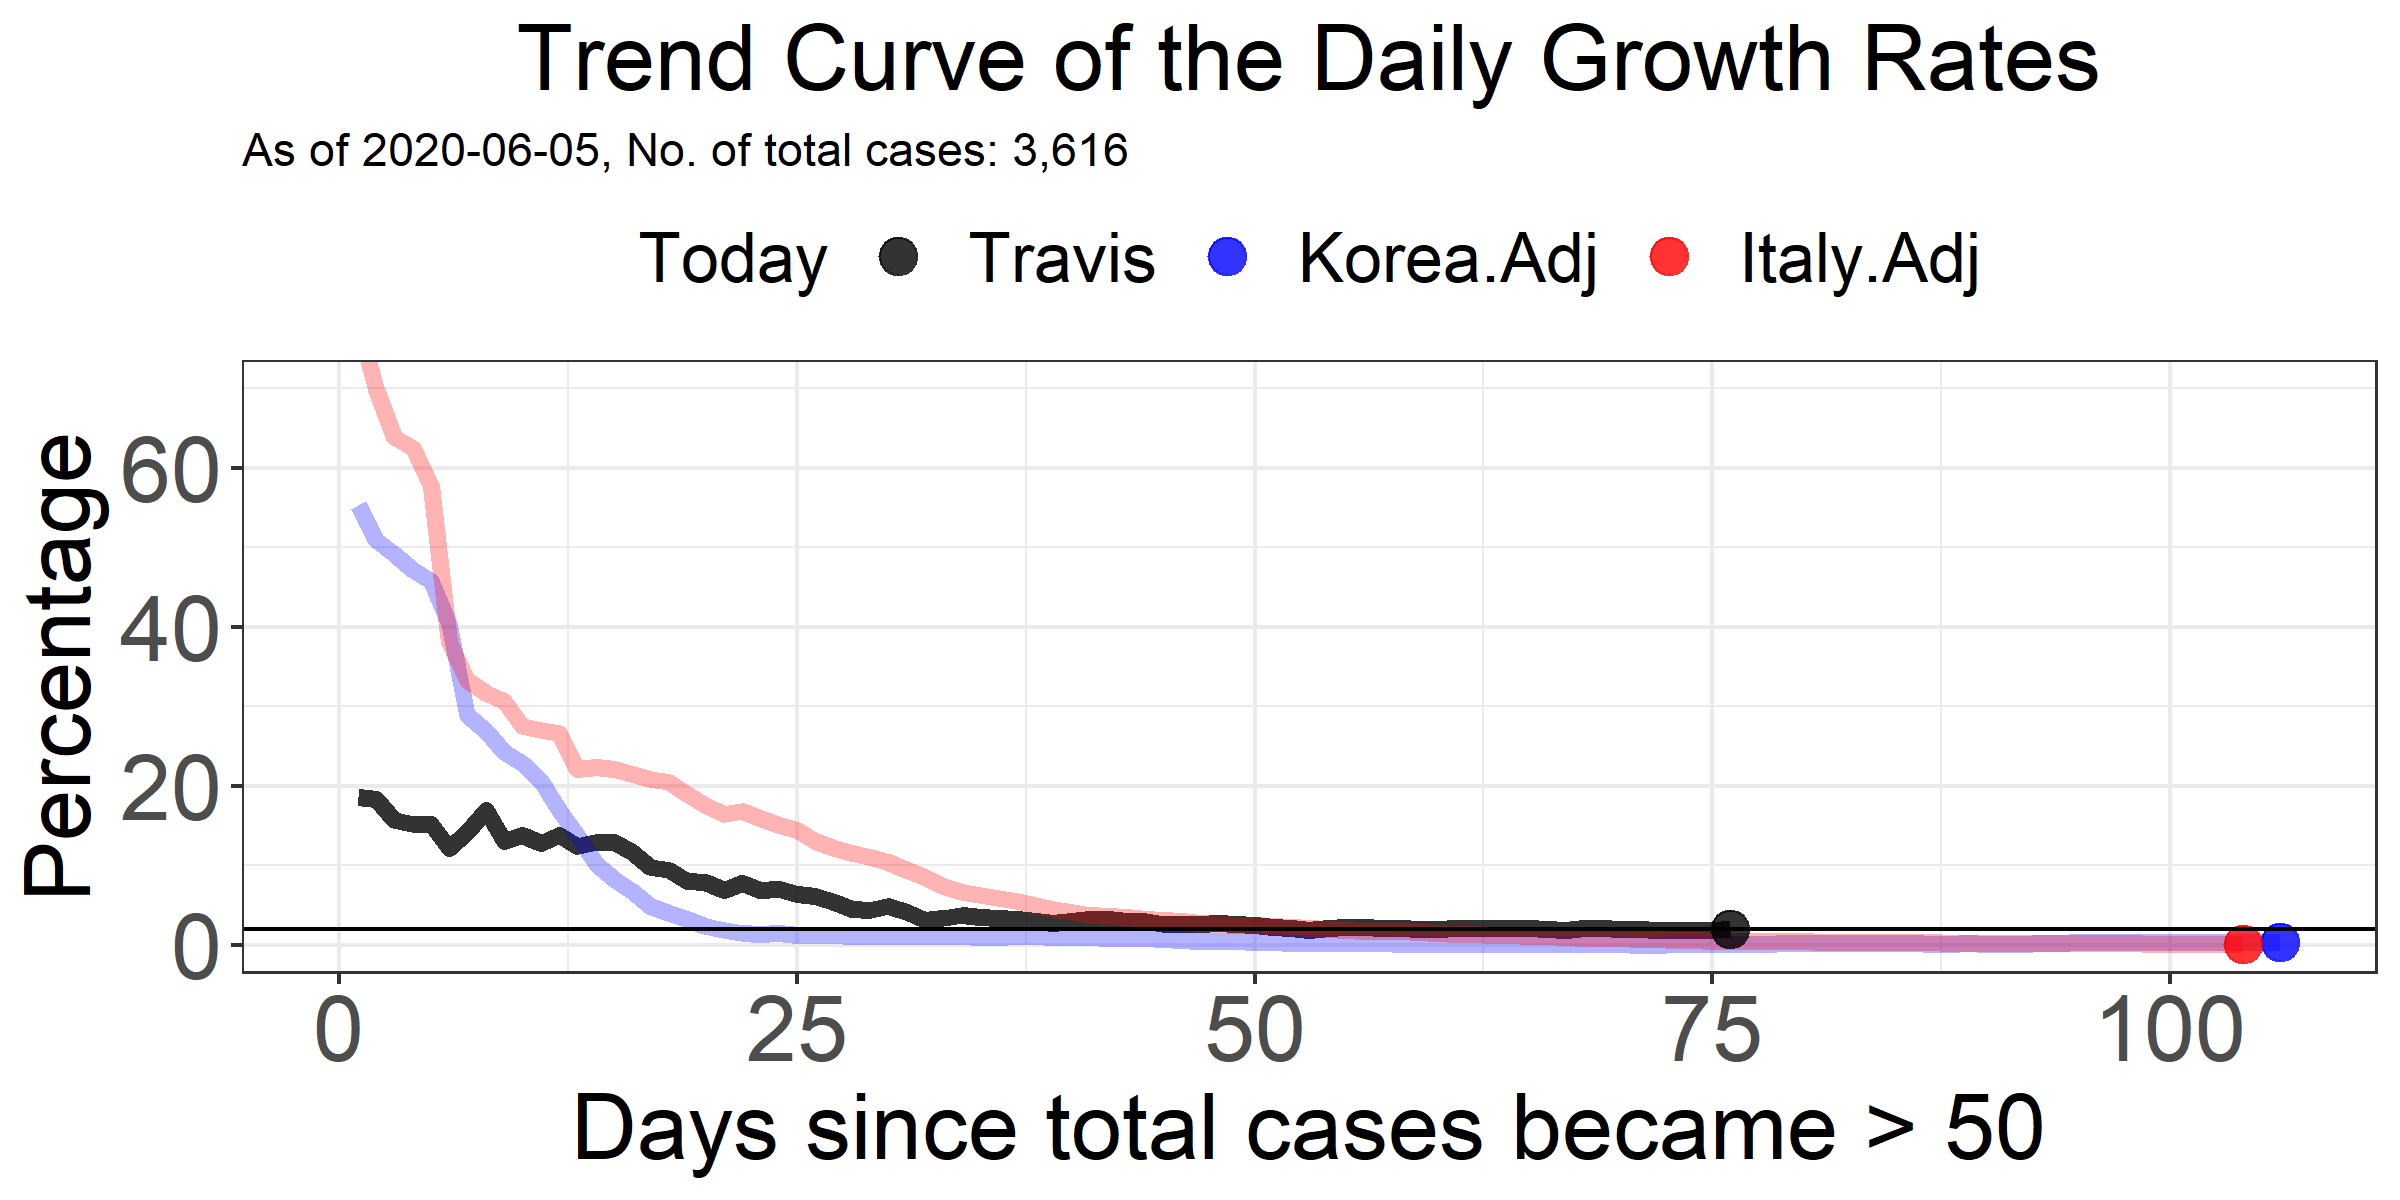 Trend Curve of the Daily Growth Rates
As of 2020-06-05, No. of total cases: 3,616
Today Travis Korea.Adj Italy.Adj
Percentage
60
40
20
0
0 25 50 75 100
Days since total cases became > 50